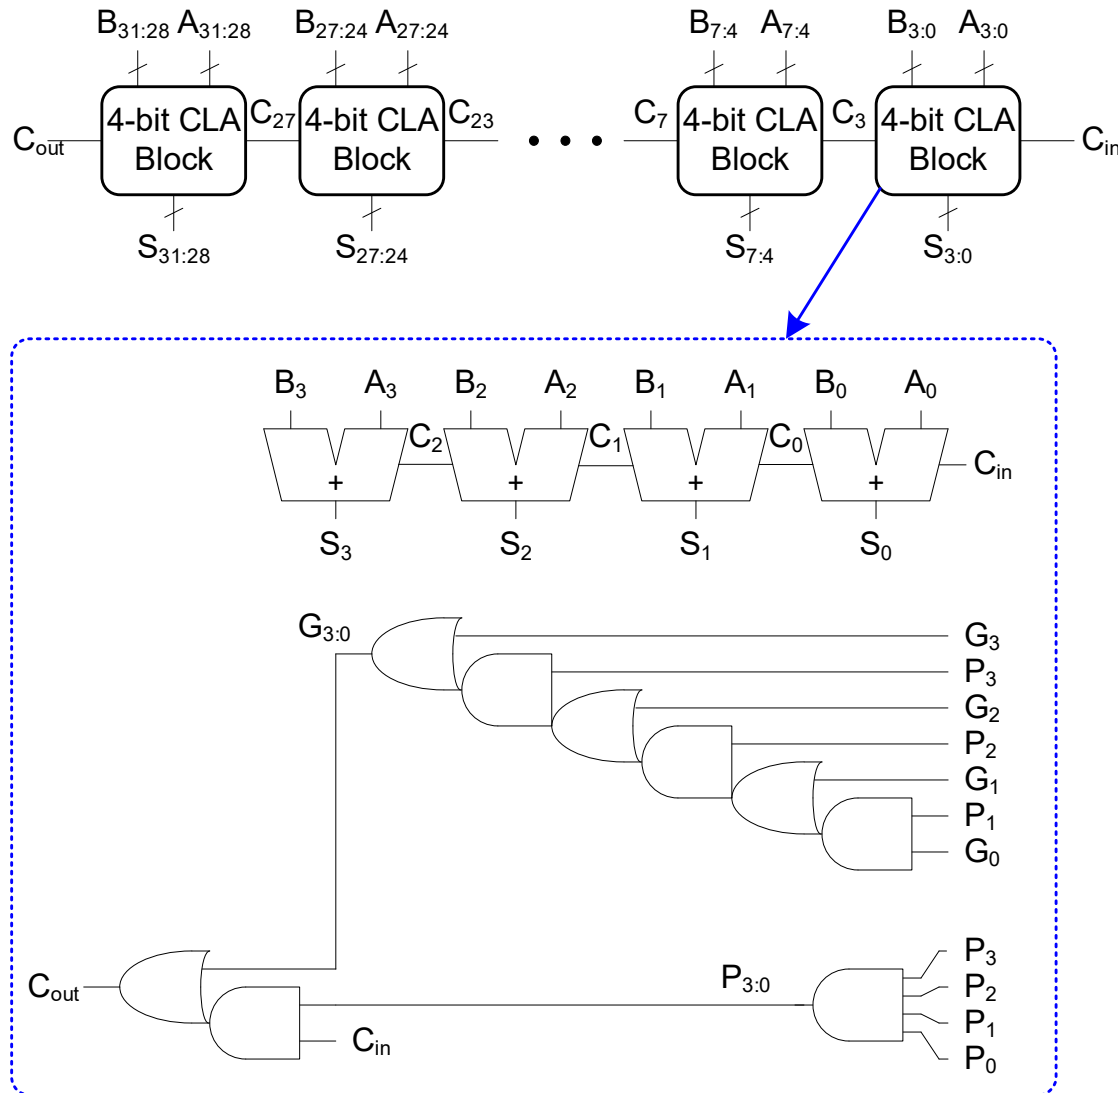 B31:28 A31:28 B27:24 A27:24 B7:4 A7:4 B3:0 A3:0
Cout 4-bit CLA Block C27 4-bit CLA Block C23 • • • C7 4-bit CLA Block C3 4-bit CLA Block Cin
S31:28 S27:24 S7:4 S3:0
B3 A3 B2 A2 B1 A1 B0 A0
C2 C1 C0 Cin
+ + + +
S3 S2 S1 S0
G3:0 G3
P3
G2
P2
G1
P1
G0
P3
Cout P3:0 P2
P1
Cin
P0